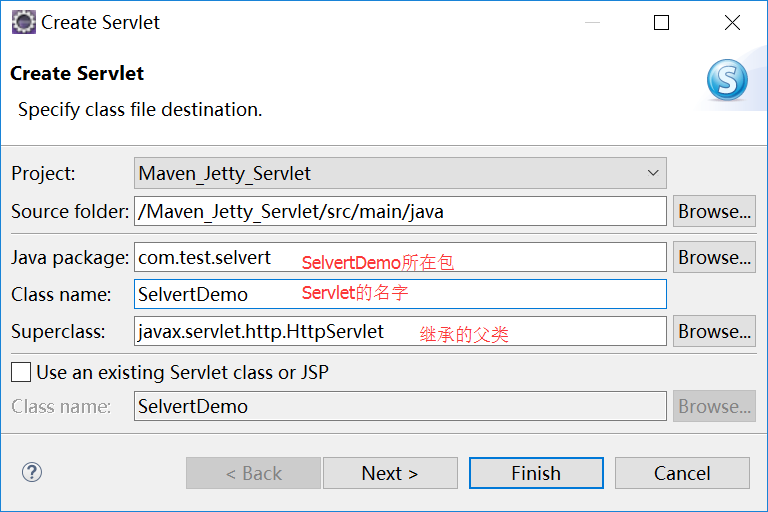 Create Servlet
Create Servlet
Specify class file destination.
Project: Maven_Jetty_Servlet
Source folder: /Maven_Jetty_Servlet/src/main/java Browse...
Java package: com.test.selvert SelvertDemo所在包 Browse...
Class name: SelvertDemo Servlet的名字
Superclass: javax.servlet.http.HttpServlet 继承的父类 Browse...
Use an existing Servlet class or JSP
Class name: SelvertDemo Browse...
? < Back Next > Finish Cancel